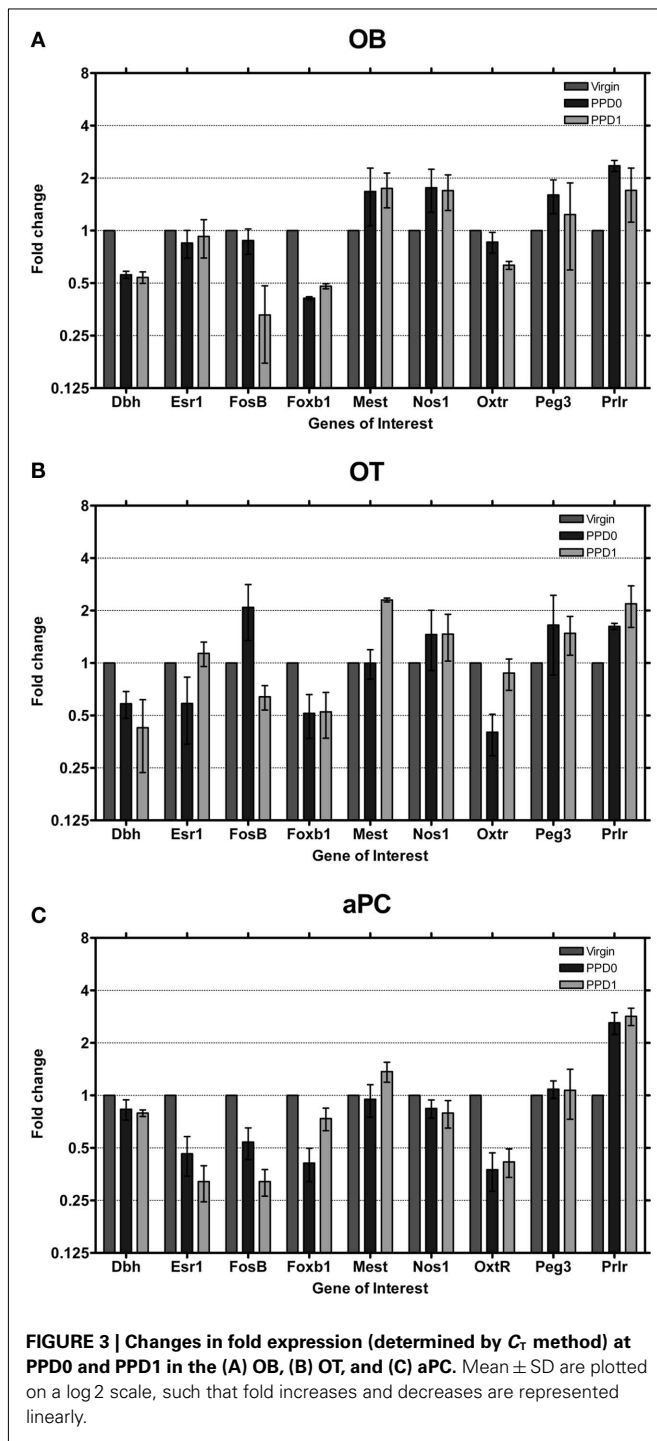 A
OB
8
4
2
1
0.5
0.25
0.125
Fold change
Virgin
PPD0
PPD1
Dbh Esr1 FosB Foxb1 Mest Nos1 Oxtr Peg3 Prlr
Genes of Interest
B
OT
8
4
2
1
0.5
0.25
0.125
Fold change
Virgin
PPD0
PPD1
Dbh Esr1 FosB Foxb1 Mest Nos1 Oxtr Peg3 Prlr
Gene of Interest
C
aPC
8
4
2
1
0.5
0.25
0.125
Fold change
Virgin
PPD0
PPD1
Dbh Esr1 FosB Foxb1 Mest Nos1 OxtR Peg3 Prlr
Gene of Interest
FIGURE 3 | Changes in fold expression (determined by CT method) at
PPD0 and PPD1 in the (A) OB, (B) OT, and (C) aPC. Mean ± SD are plotted
on a log 2 scale, such that fold increases and decreases are represented
linearly.